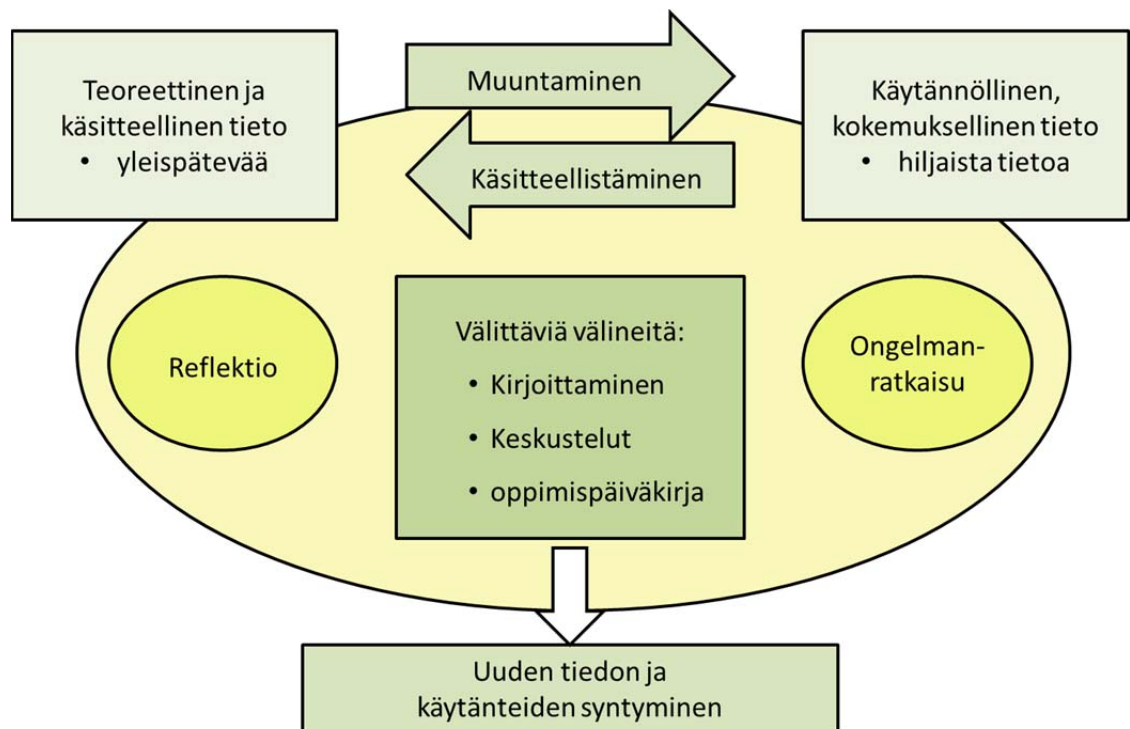 Teoreettinen ja
käsitteellinen tieto
• yleispätevää
Muuntaminen
Käsitteellistäminen
Käytännöllinen,
kokemuksellinen tieto
• hiljaista tietoa
Reflektio
Välittäviä välineitä:
• Kirjoittaminen
• Keskustelut
• oppimispäiväkirja
Ongelman-
ratkaisu
Uuden tiedon ja
käytänteiden syntyminen